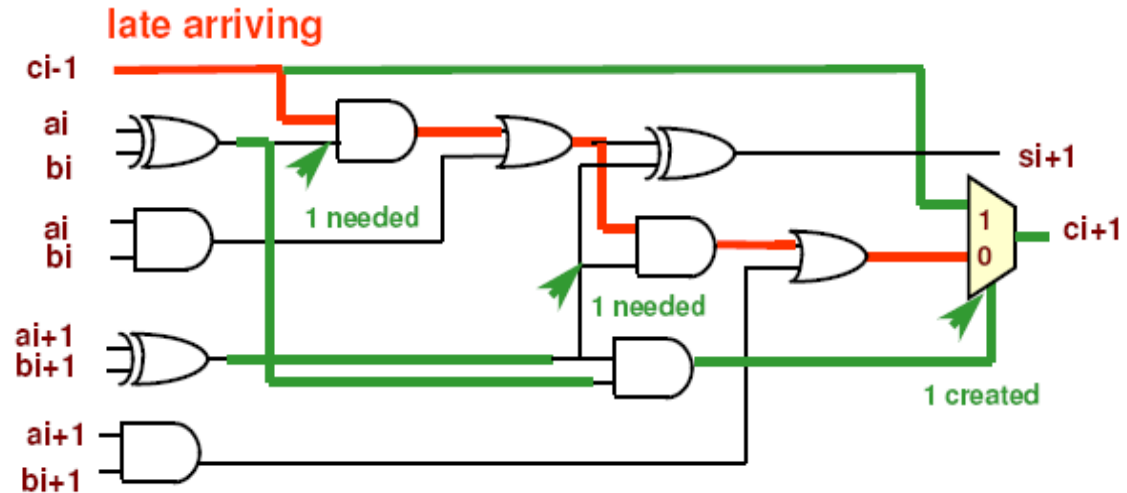 late arriving
ci-1
ai
bi
si+1
1 needed
ai
bi
1
ci+1
0
1 needed
ai+1
bi+1
1 created
ai+1
bi+1